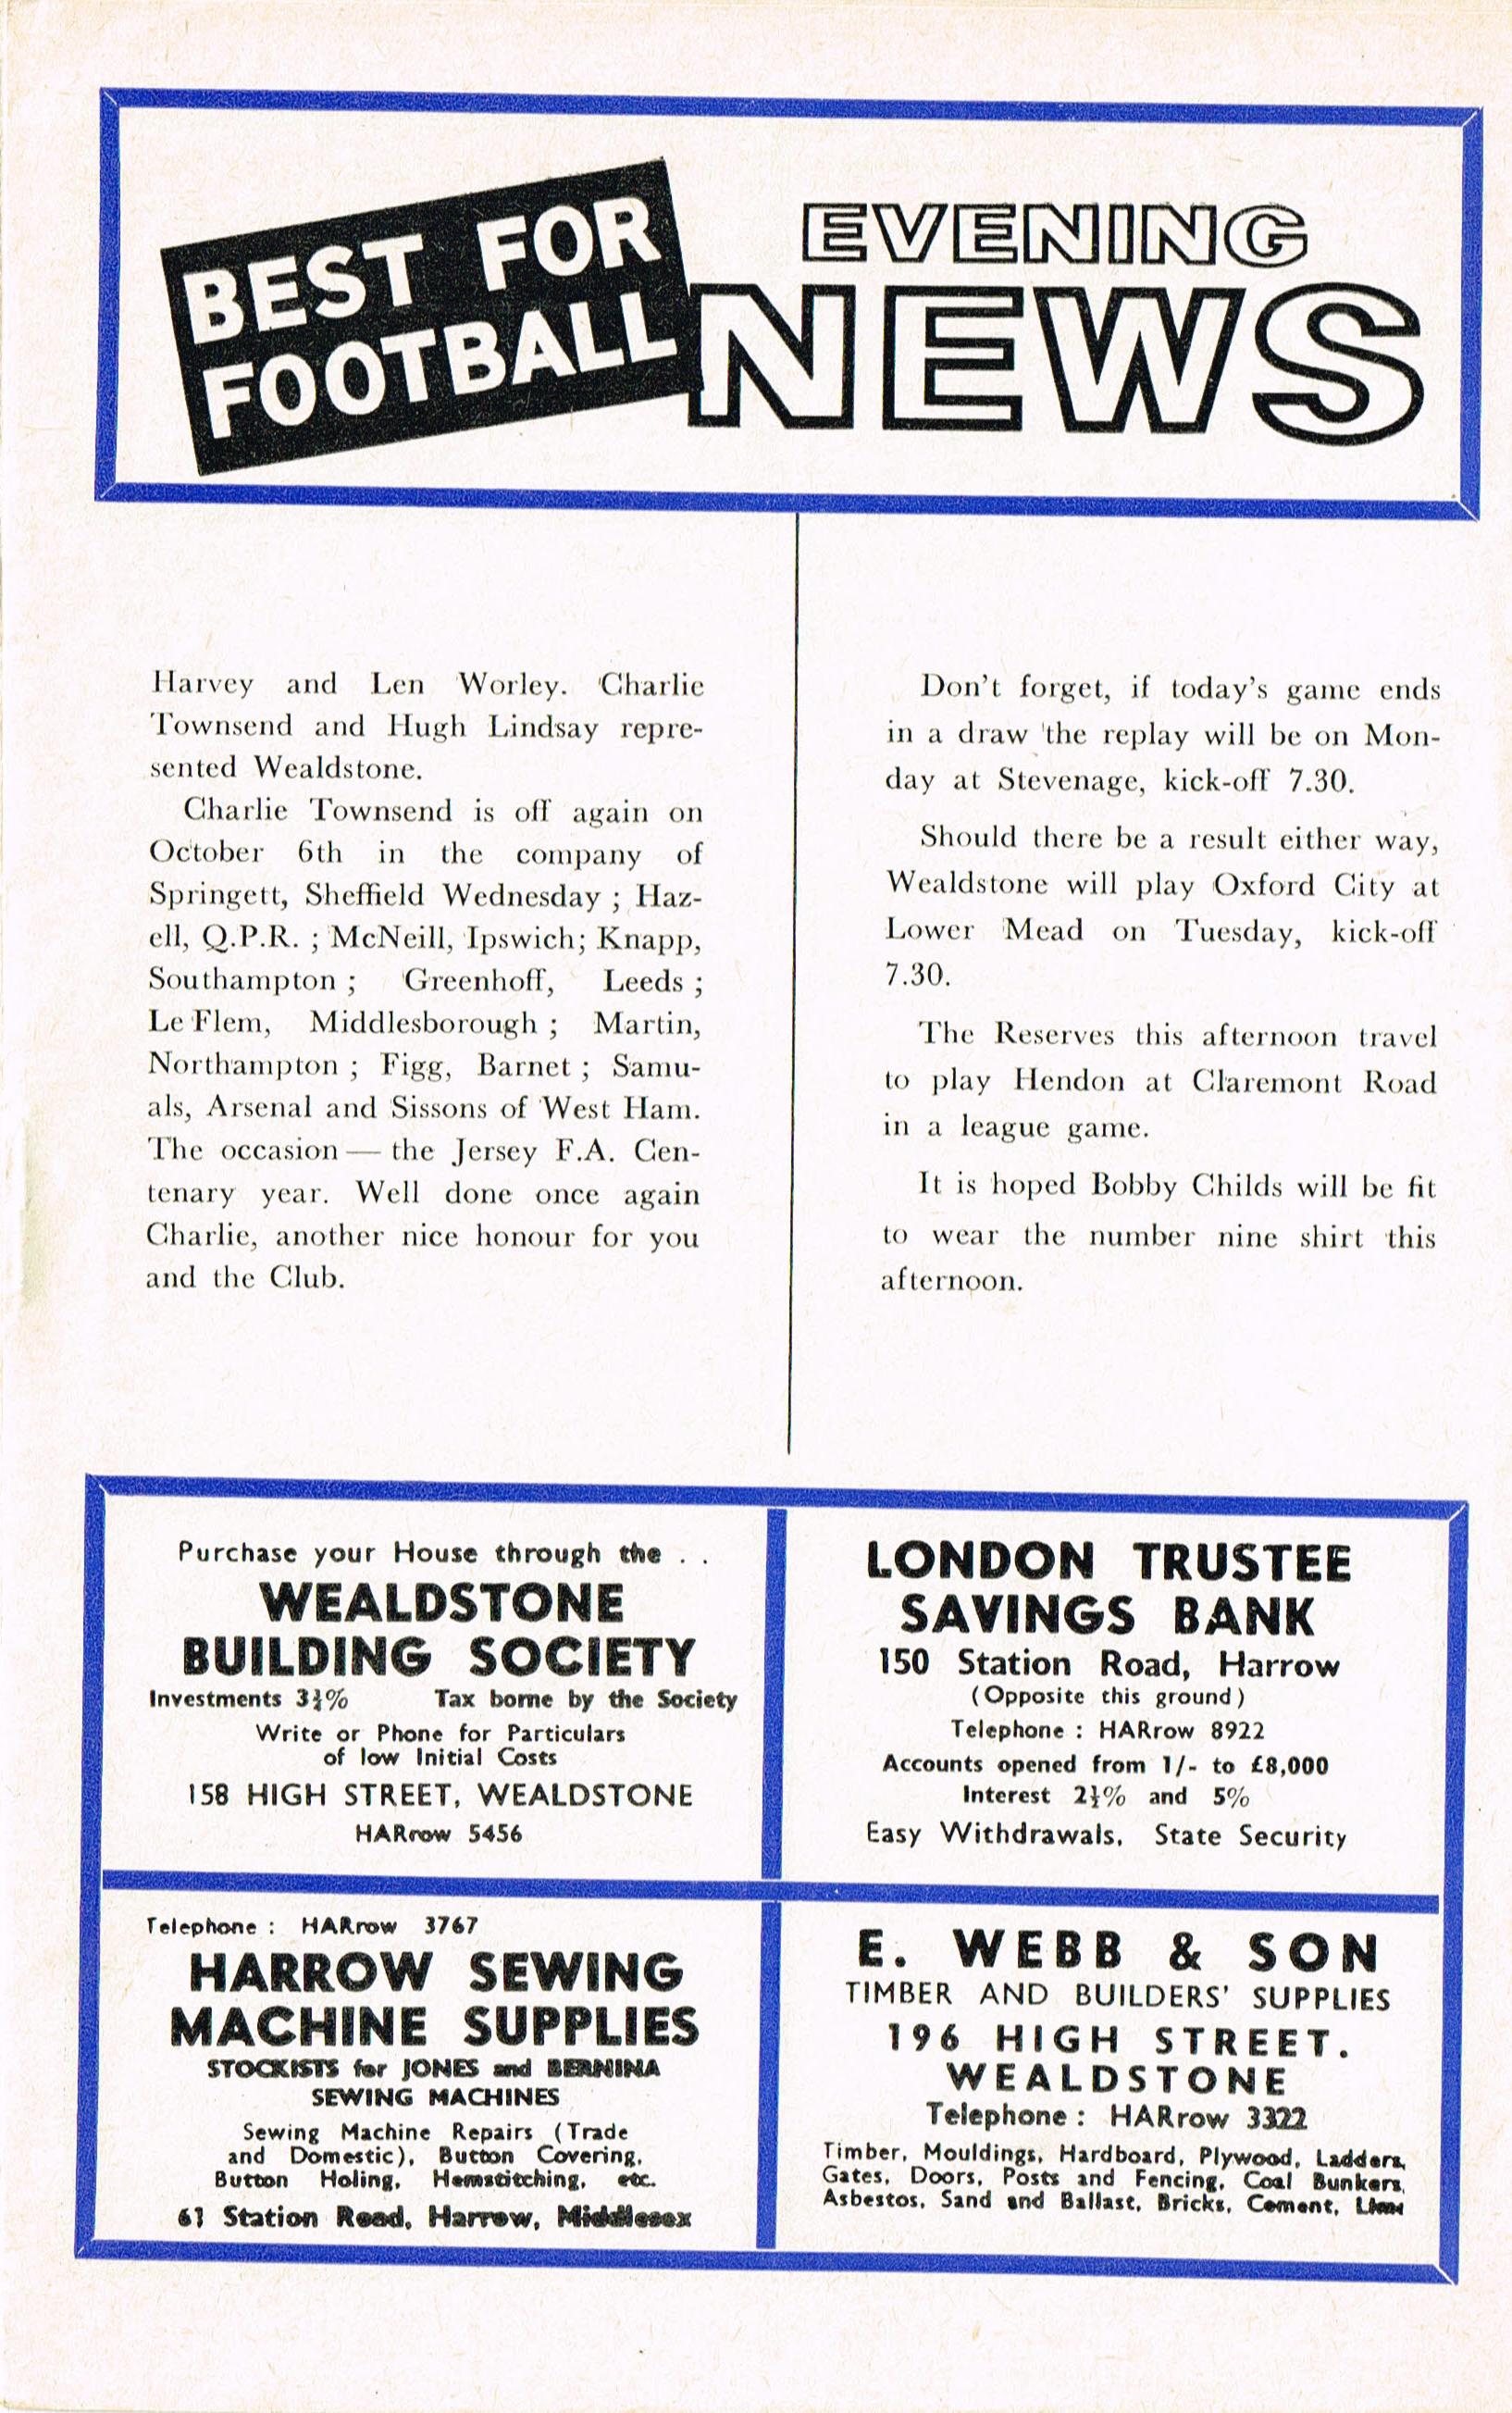 BEST FOR
FOOTBALL
EVENING
NEWS
Harvey and Len Worley. Charlie
Townsend and Hugh Lindsay repre-
sented Wealdstone.
Charlie Townsend is off again on
October 6th in the company of
Springett, Sheffield Wednesday ; Haz-
ell, Q.P.R. ; McNeill, Ipswich; Knapp,
Southampton ; Greenhoff, Leeds ;
Le Flem, Middlesborough ; Martin,
Northampton ; Figg, Barnet ; Samu-
als, Arsenal and Sissons of West Ham.
The occasion — the Jersey F.A. Cen-
tenary year. Well done once again
Charlie, another nice honour for you
and the Club.
Don't forget, if today's game ends
in a draw the replay will be on Mon-
day at Stevenage, kick-off 7.30.
Should there be a result either way,
Wealdstone will play Oxford City at
Lower Mead on Tuesday, kick-off
7.30.
The Reserves this afternoon travel
to play Hendon at Claremont Road
in a league game.
It is hoped Bobby Childs will be fit
to wear the number nine shirt this
afternoon.
Purchase your House through the . .
WEALDSTONE
BUILDING SOCIETY
Investments Tax borne by the Society
Write or Phone for Particulars
of low Initial Costs
158 HIGH STREET, WEALDSTONE
HARrow 5456
LONDON TRUSTEE
SAVINGS BANK
150 Station Road, Harrow
(Opposite this ground)
Telephone : HARrow 8922
Accounts opened from 1/- to £8,000
Interest 2½% and 5%
Easy Withdrawals, State Security
Telephone : HARrow 3767
HARROW SEWING
MACHINE SUPPLIES
STOCKISTS for JONES and BERNINA
SEWING MACHINES
Sewing Machine Repairs (Trade
and Domestic), Button Covering,
Button Holing, Hemstitching, etc.
61 Station Road, Harrow, Middlesex
E. WEBB & SON
TIMBER AND BUILDERS' SUPPLIES
196 HIGH STREET.
WEALDSTONE
Telephone : HARrow 3322
Timber, Mouldings, Hardboard, Plywood, Ladders,
Gates, Doors, Posts and Fencing, Coal Bunkers,
Asbestos, Sand and Ballast, Bricks, Cement, Lime